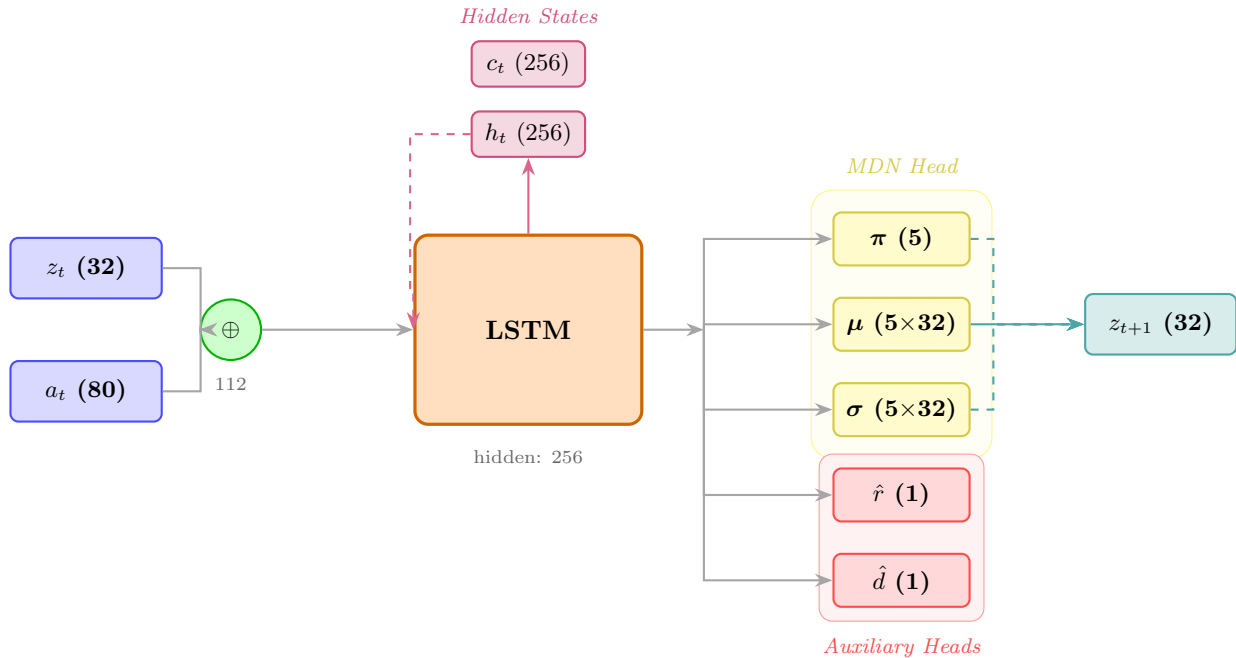 Hidden States
c_t (256)
h_t (256)
MDN Head
π (5)
z_t (32)
⊕
LSTM
μ (5×32)
z_{t+1} (32)
a_t (80)
112
σ (5×32)
hidden: 256
r̂ (1)
d̂ (1)
Auxiliary Heads